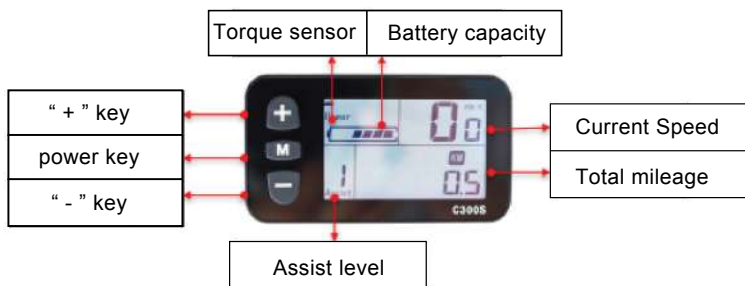 Torque sensor
Battery capacity
“ + ” key
power key
“ - ” key
M
00
1
Assist
0.5
C300S
Current Speed
Total mileage
Assist level